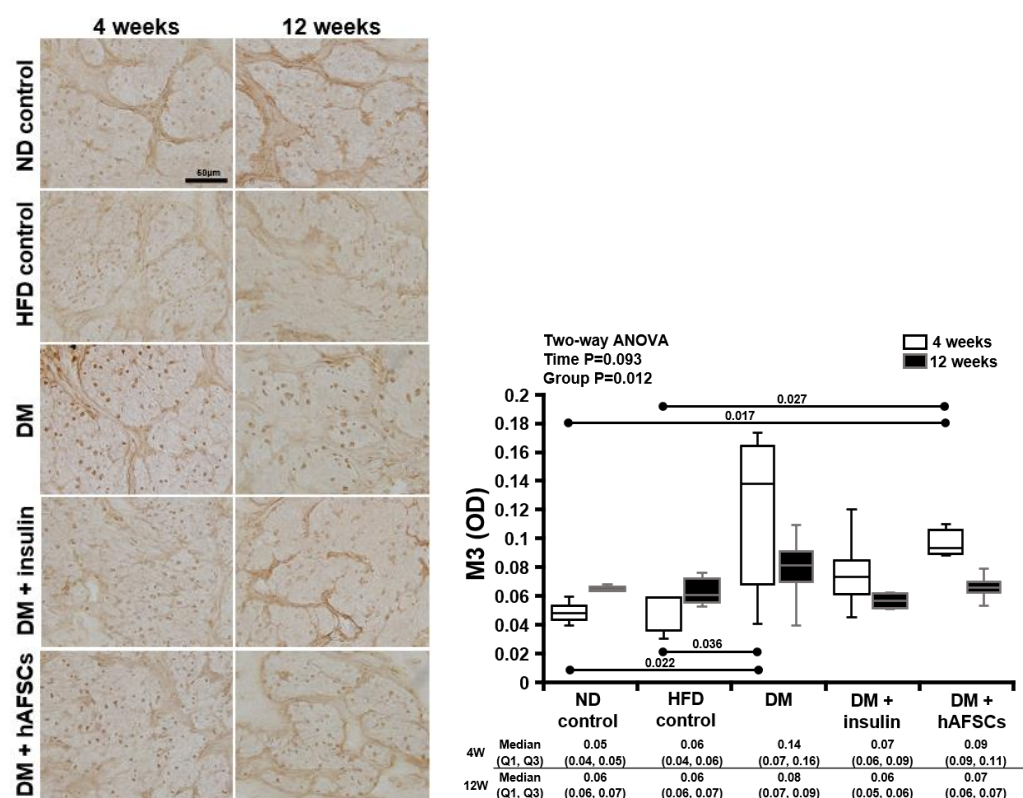 4 weeks 12 weeks
ND control
60µm
HFD control
DM
DM + insulin
DM + hAFSCs
Two-way ANOVA
Time P=0.093
Group P=0.012
4 weeks
12 weeks
M3 (OD)
0.2
0.18
0.16
0.14
0.12
0.1
0.08
0.06
0.04
0.02
0
0.027
0.017
0.036
0.022
ND control
HFD control
DM
DM + insulin
DM + hAFSCs
4W Median 0.05 0.06 0.14 0.07 0.09
(Q1, Q3) (0.04, 0.05) (0.04, 0.06) (0.07, 0.16) (0.06, 0.09) (0.09, 0.11)
12W Median 0.06 0.06 0.08 0.06 0.07
(Q1, Q3) (0.06, 0.07) (0.06, 0.07) (0.07, 0.09) (0.05, 0.06) (0.06, 0.07)